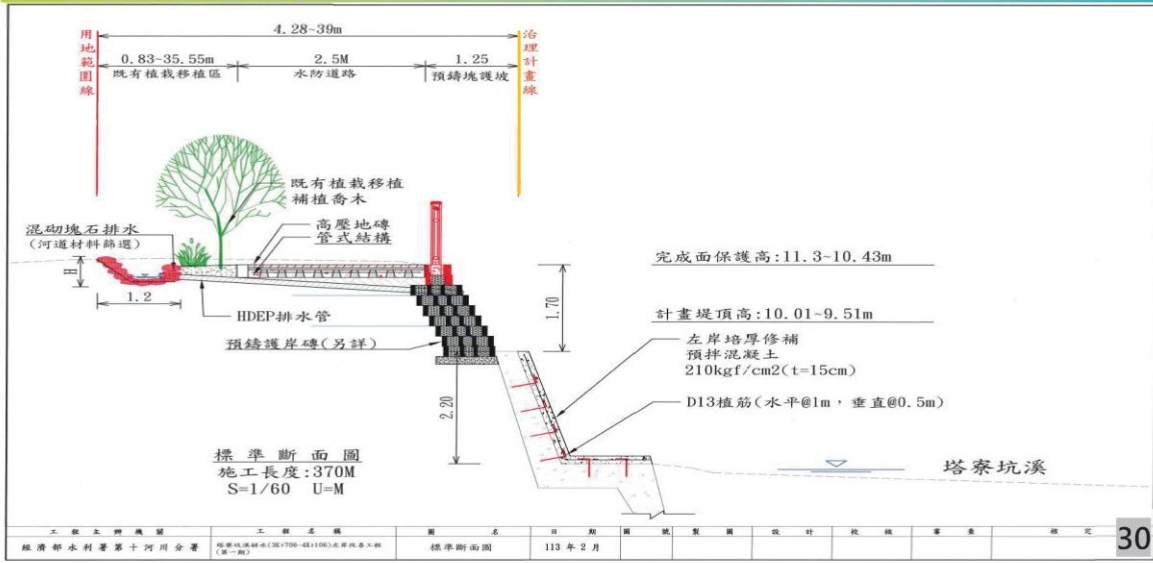 4.28~39m
用地範圍線
治理計畫線
0.83~35.55m
2.5M
1.25
既有植栽移植區
水防道路
預鑄塊護坡
既有植栽移植
補植喬木
混砌塊石排水
(河道材料篩選)
高壓地磚
管式結構
H
1.2
HDEP排水管
預鑄護岸磚(另詳)
1.70
2.20
完成面保護高:11.3~10.43m
計畫堤頂高:10.01~9.51m
左岸培厚修補
預拌混凝土
210kgf/cm2(t=15cm)
D13植筋(水平@1m，垂直@0.5m)
塔寮坑溪
標準斷面圖
施工長度:370M
S=1/60 U=M
工程主辦機關 工程名稱 圖名 日期 圖號 製圖 設計 校核 審查 核定
經濟部水利署第十河川分署
(第一期)
標準斷面圖
113 年 2 月
30